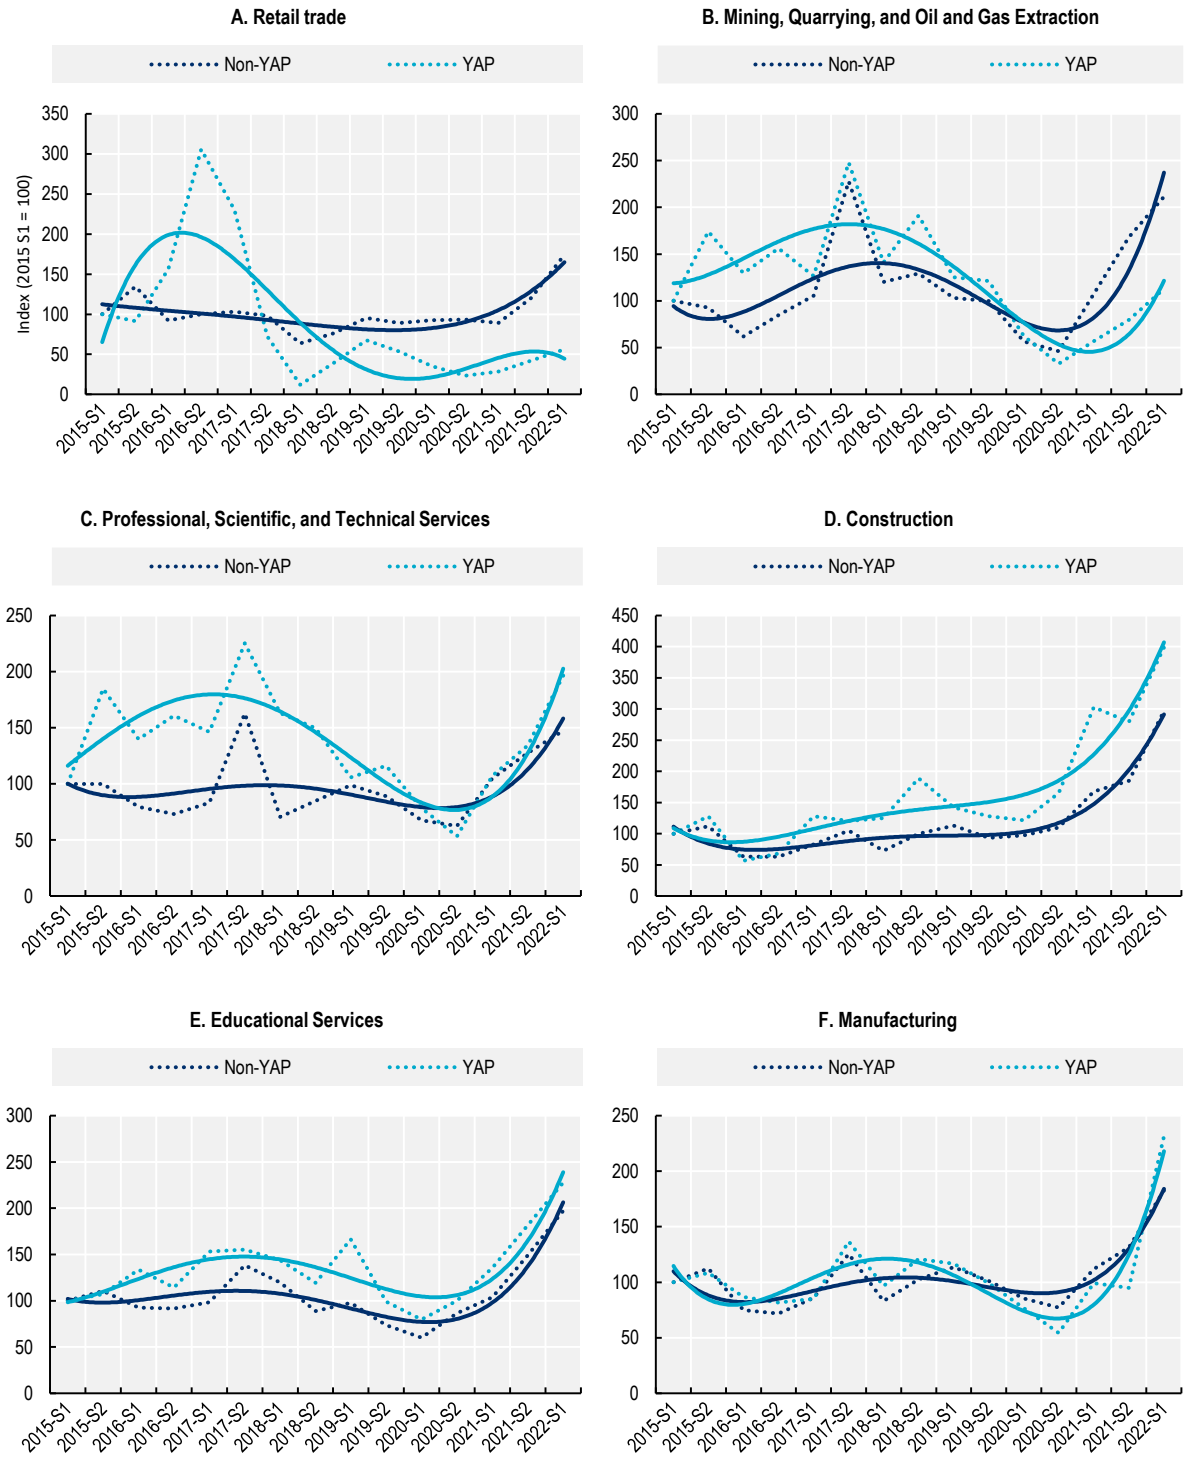 A. Retail trade
Non-YAP YAP
Index (2015 S1 = 100)
350
300
250
200
150
100
50
0
2015-S1 2015-S2 2016-S1 2016-S2 2017-S1 2017-S2 2018-S1 2018-S2 2019-S1 2019-S2 2020-S1 2020-S2 2021-S1 2021-S2 2022-S1
B. Mining, Quarrying, and Oil and Gas Extraction
Non-YAP YAP
300
250
200
150
100
50
0
2015-S1 2015-S2 2016-S1 2016-S2 2017-S1 2017-S2 2018-S1 2018-S2 2019-S1 2019-S2 2020-S1 2020-S2 2021-S1 2021-S2 2022-S1
C. Professional, Scientific, and Technical Services
Non-YAP YAP
250
200
150
100
50
0
2015-S1 2015-S2 2016-S1 2016-S2 2017-S1 2017-S2 2018-S1 2018-S2 2019-S1 2019-S2 2020-S1 2020-S2 2021-S1 2021-S2 2022-S1
D. Construction
Non-YAP YAP
450
400
350
300
250
200
150
100
50
0
2015-S1 2015-S2 2016-S1 2016-S2 2017-S1 2017-S2 2018-S1 2018-S2 2019-S1 2019-S2 2020-S1 2020-S2 2021-S1 2021-S2 2022-S1
E. Educational Services
Non-YAP YAP
300
250
200
150
100
50
0
2015-S1 2015-S2 2016-S1 2016-S2 2017-S1 2017-S2 2018-S1 2018-S2 2019-S1 2019-S2 2020-S1 2020-S2 2021-S1 2021-S2 2022-S1
F. Manufacturing
Non-YAP YAP
250
200
150
100
50
0
2015-S1 2015-S2 2016-S1 2016-S2 2017-S1 2017-S2 2018-S1 2018-S2 2019-S1 2019-S2 2020-S1 2020-S2 2021-S1 2021-S2 2022-S1